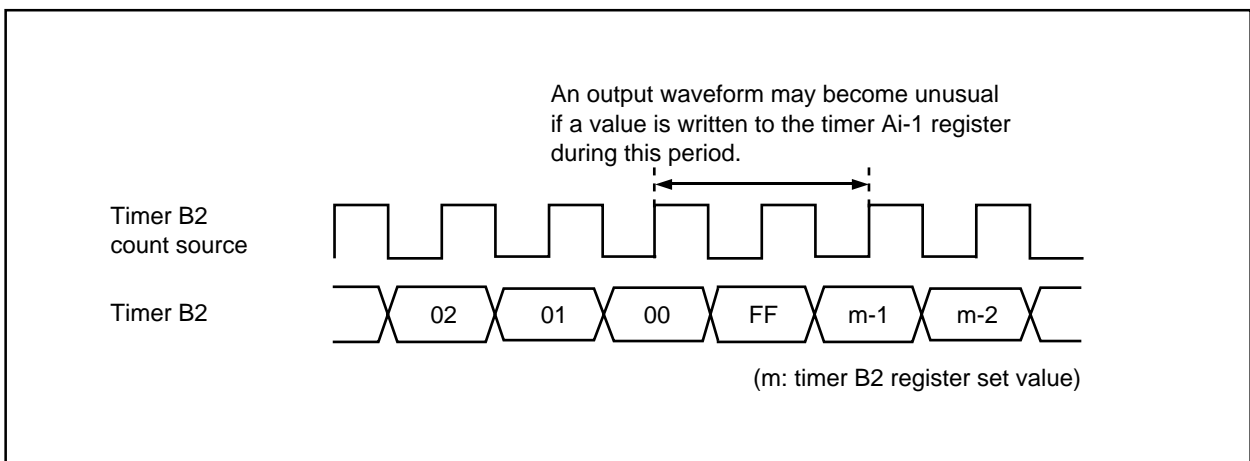 An output waveform may become unusual
if a value is written to the timer Ai-1 register
during this period.
Timer B2
count source
Timer B2
02 01 00 FF m-1 m-2
(m: timer B2 register set value)